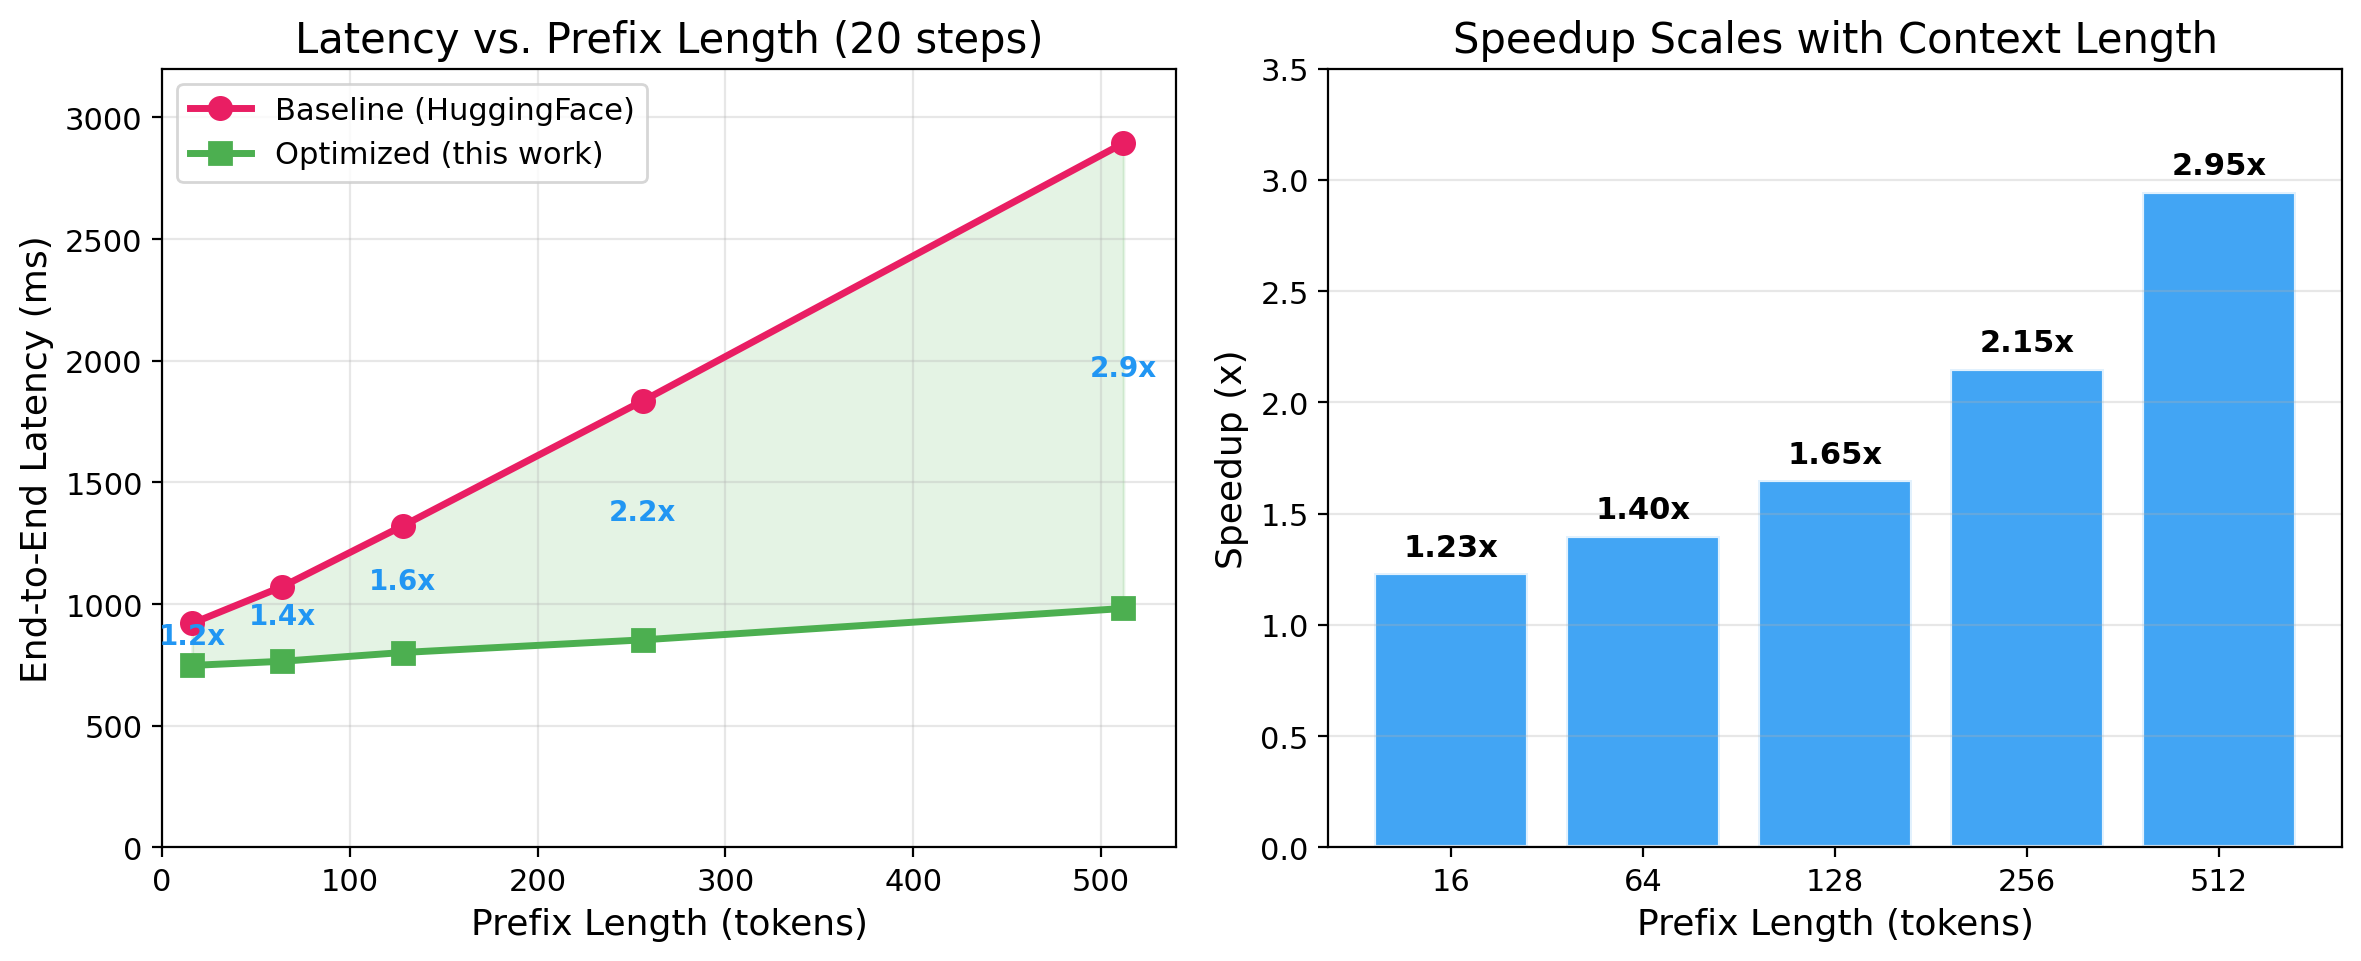 Latency vs. Prefix Length (20 steps)
Baseline (HuggingFace)
Optimized (this work)
End-to-End Latency (ms)
3000
2500
2000
1500
1000
500
0
1.2x
1.4x
1.6x
2.2x
2.9x
0 100 200 300 400 500
Prefix Length (tokens)
Speedup Scales with Context Length
Speedup (x)
3.5
3.0
2.5
2.0
1.5
1.0
0.5
0.0
1.23x
1.40x
1.65x
2.15x
2.95x
16 64 128 256 512
Prefix Length (tokens)